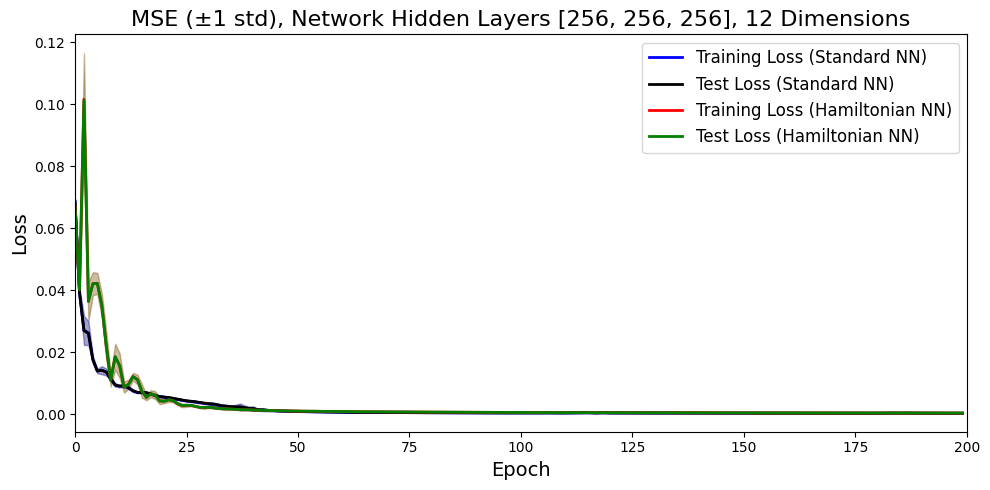 MSE (±1 std), Network Hidden Layers [256, 256, 256], 12 Dimensions
0.12
0.10
0.08
0.06
0.04
0.02
0.00
Loss
Training Loss (Standard NN)
Test Loss (Standard NN)
Training Loss (Hamiltonian NN)
Test Loss (Hamiltonian NN)
0 25 50 75 100 125 150 175 200
Epoch